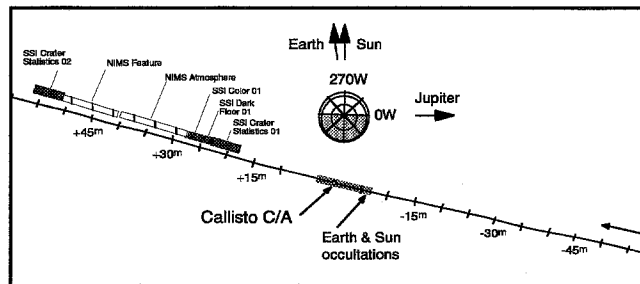 Earth Sun
270W
0W
Jupiter
SSI Crater
Statistics 02
NIMS Feature
NIMS Atmosphere
SSI Color 01
SSI Dark
Floor 01
SSI Crater
Statistics 01
+45m
+30m
+15m
Callisto C/A
Earth & Sun
occultations
-15m
-30m
-45m